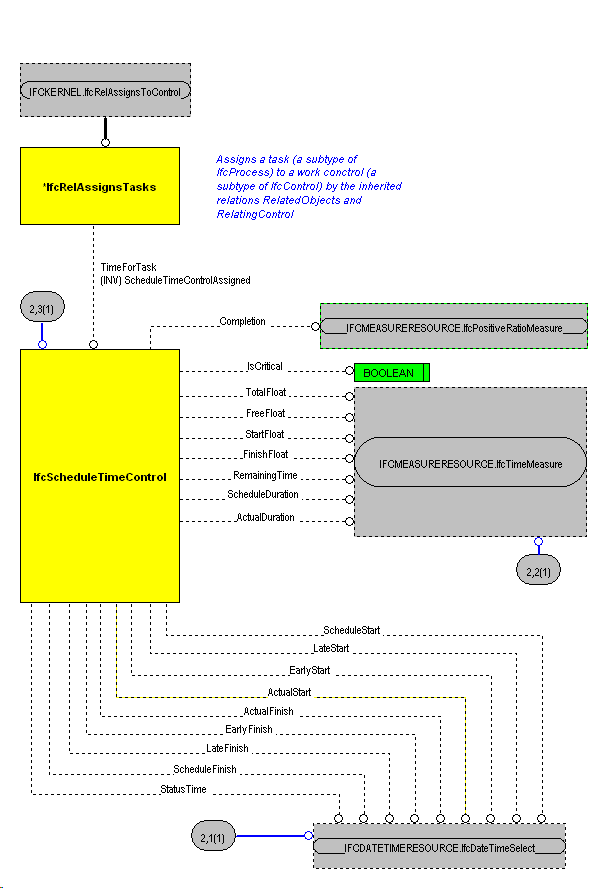 IFCKERNEL.IfcRelAssignsToControl
*IfcRelAssignsTasks
Assigns a task (a subtype of
IfcProcess) to a work conctrol (a
subtype of IfcControl) by the inherited
relations RelatedObjects and
RelatingControl
TimeForTask
(INV) ScheduleTimeControlAssigned
2,3(1)
Completion
IFCMEASURERESOURCE.IfcPositiveRatioMeasure
IsCritical
BOOLEAN
TotalFloat
FreeFloat
StartFloat
FinishFloat
IFCMEASURERESOURCE.IfcTimeMeasure
IfcScheduleTimeControl
RemainingTime
ScheduleDuration
ActualDuration
2,2(1)
ScheduleStart
LateStart
EarlyStart
ActualStart
ActualFinish
EarlyFinish
LateFinish
ScheduleFinish
StatusTime
2,1(1)
IFCDATETIMERESOURCE.IfcDateTimeSelect